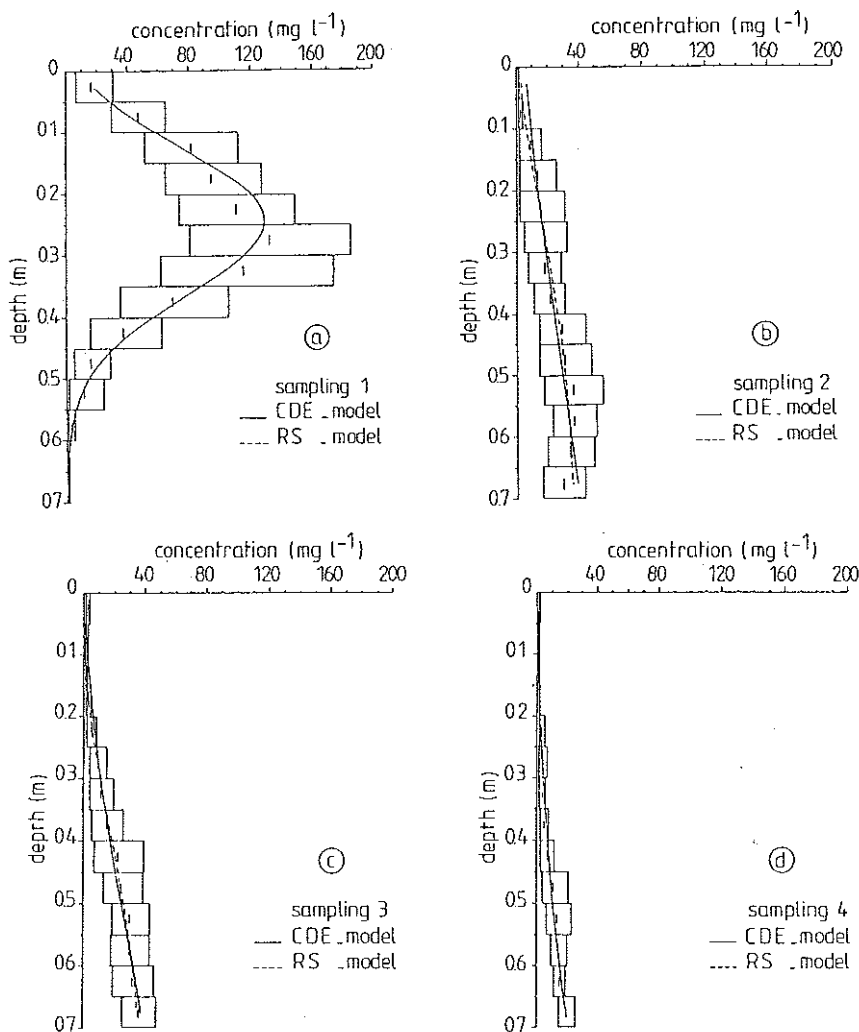 concentration (mg l-1)
40 80 120 160 200
0
0.1
0.2
0.3
0.4
0.5
0.6
0.7
depth (m)
a
sampling 1
CDE -model
RS -model
concentration (mg l-1)
40 80 120 160 200
0
0.1
0.2
0.3
0.4
0.5
0.6
0.7
depth (m)
b
sampling 2
CDE -model
RS -model
concentration (mg l-1)
40 80 120 160 200
0
0.1
0.2
0.3
0.4
0.5
0.6
0.7
depth (m)
c
sampling 3
CDE -model
RS -model
concentration (mg l-1)
40 80 120 160 200
0
0.1
0.2
0.3
0.4
0.5
0.6
0.7
depth (m)
d
sampling 4
CDE -model
RS -model